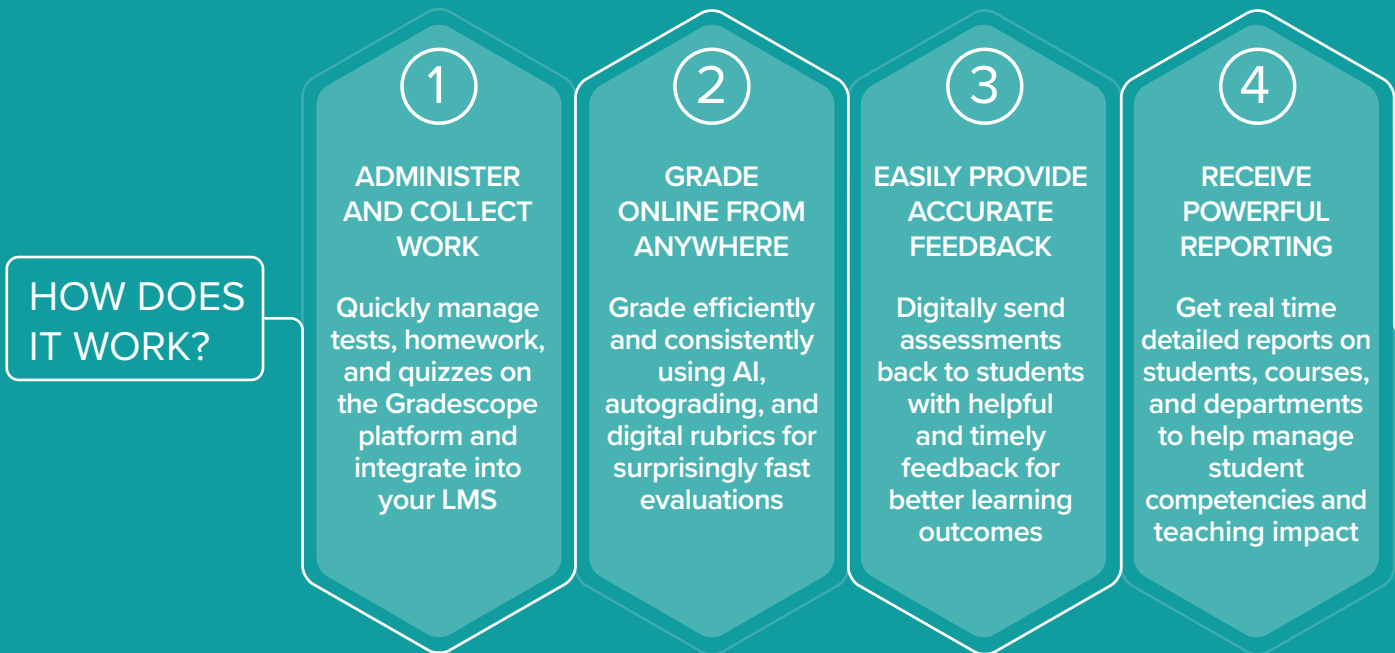 HOW DOES
IT WORK?
1
ADMINISTER
AND COLLECT
WORK
Quickly manage
tests, homework,
and quizzes on
the Gradescope
platform and
integrate into
your LMS
2
GRADE
ONLINE FROM
ANYWHERE
Grade efficiently
and consistently
using AI,
autograding, and
digital rubrics for
surprisingly fast
evaluations
3
EASILY PROVIDE
ACCURATE
FEEDBACK
Digitally send
assessments
back to students
with helpful
and timely
feedback for
better learning
outcomes
4
RECEIVE
POWERFUL
REPORTING
Get real time
detailed reports on
students, courses,
and departments
to help manage
student
competencies and
teaching impact